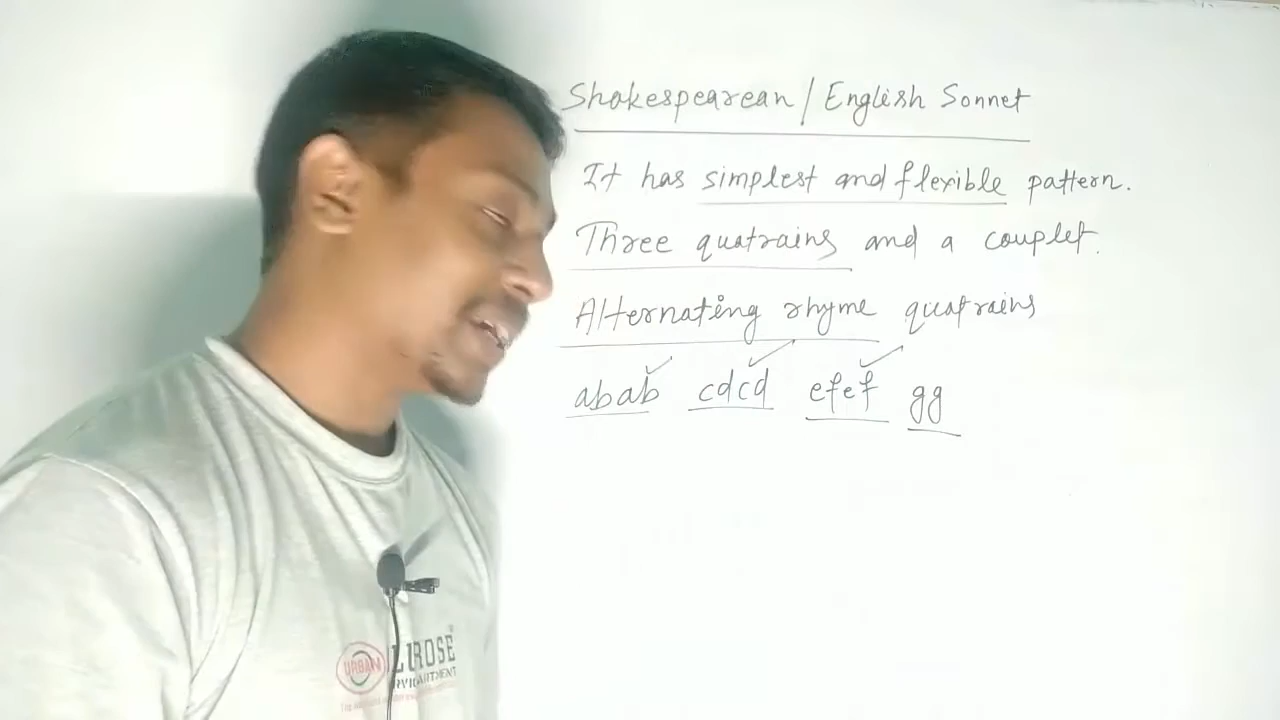 Shakespearean / English Sonnet
It has simplest and flexible pattern.
Three quatrains and a couplet.
Alternating rhyme quatrains
abab cdcd efef gg
URBAN